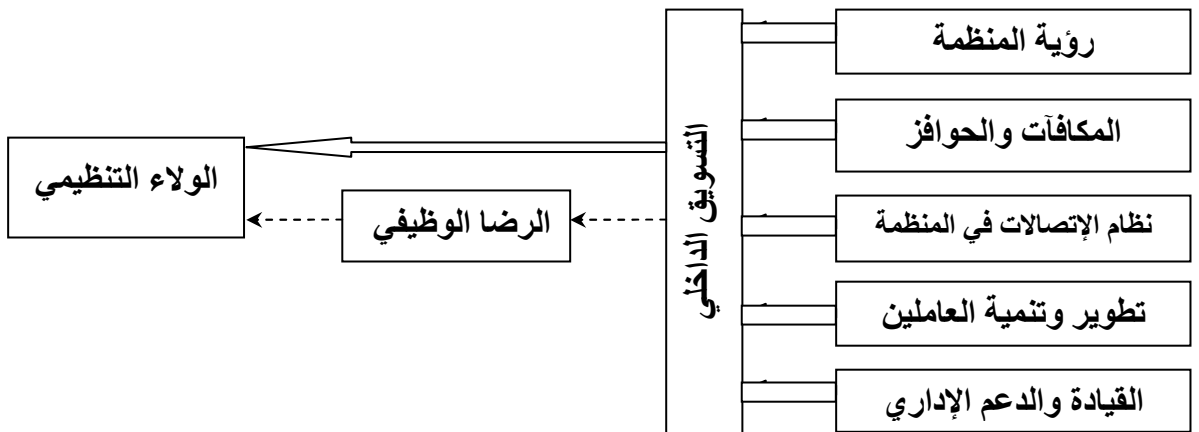 رؤية المنظمة
المكافآت والحوافز
نظام الإتصالات في المنظمة
تطوير وتنمية العاملين
القيادة والدعم الإداري
التسويق الداخلي
الرضا الوظيفي
الولاء التنظيمي